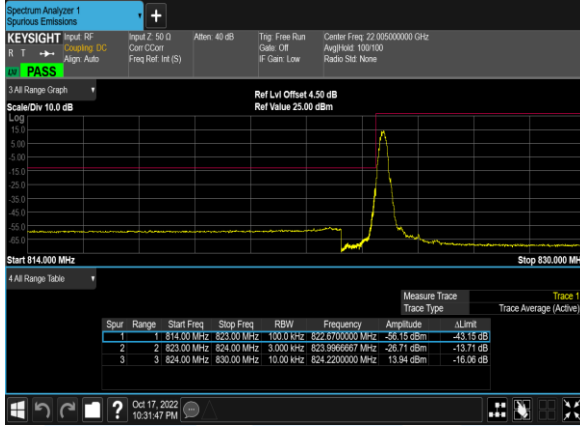 Spectrum Analyzer 1
Spurious Emissions
+
KEYSIGHT Input: RF Input Z: 50 Ω Atten: 40 dB Trig: Free Run Center Freq: 22.005000000 GHz
R T Coupling: DC Corr CCorr Gate: Off Avg|Hold: 100/100
Align: Auto Freq Ref: Int (S) IF Gain: Low Radio Std: None
PASS
3 All Range Graph
Ref Lvl Offset 4.50 dB
Scale/Div 10.0 dB Ref Value 25.00 dBm
Log
15.0
5.00
-5.00
-15.0
-25.0
-35.0
-45.0
-55.0
-65.0
Start 814.000 MHz Stop 830.000 MH
4 All Range Table
Measure Trace Trace 1
Trace Type Trace Average (Active)
Spur Range Start Freq Stop Freq RBW Frequency Amplitude ΔLimit
1 1 814.00 MHz 823.00 MHz 100.0 kHz 822.6700000 MHz -56.15 dBm -43.15 dB
2 2 823.00 MHz 824.00 MHz 3.000 kHz 823.9966667 MHz -26.71 dBm -13.71 dB
3 3 824.00 MHz 830.00 MHz 10.00 kHz 824.2200000 MHz 13.94 dBm -16.06 dB
? Oct 17, 2022
10:31:47 PM